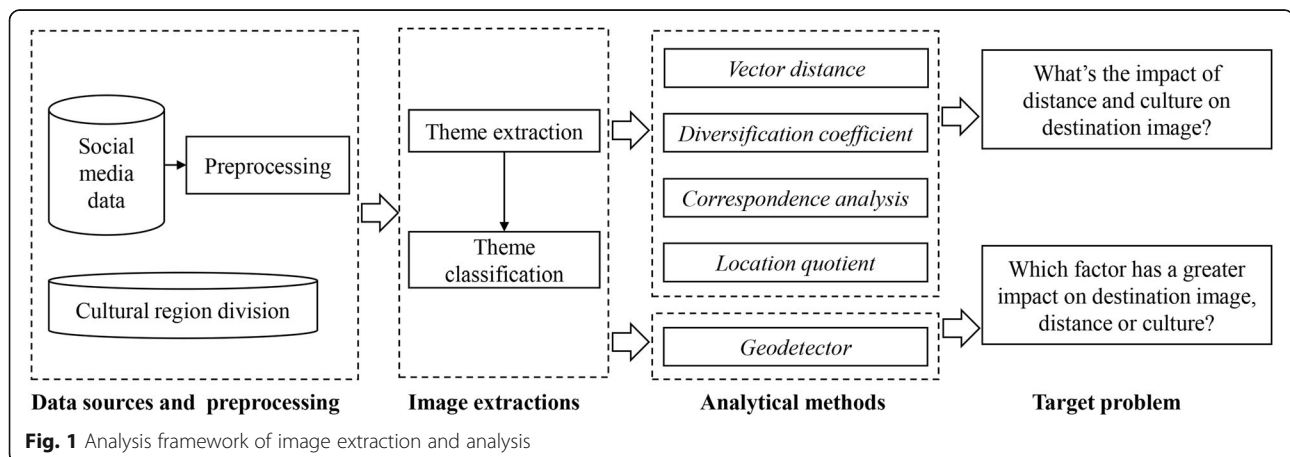 Social
media
data
Preprocessing
Cultural region division
Data sources and preprocessing
Theme extraction
Theme
classification
Image extractions
Vector distance
Diversification coefficient
Correspondence analysis
Location quotient
Geodetector
Analytical methods
What's the impact of
distance and culture on
destination image?
Which factor has a greater
impact on destination image,
distance or culture?
Target problem
Fig. 1 Analysis framework of image extraction and analysis